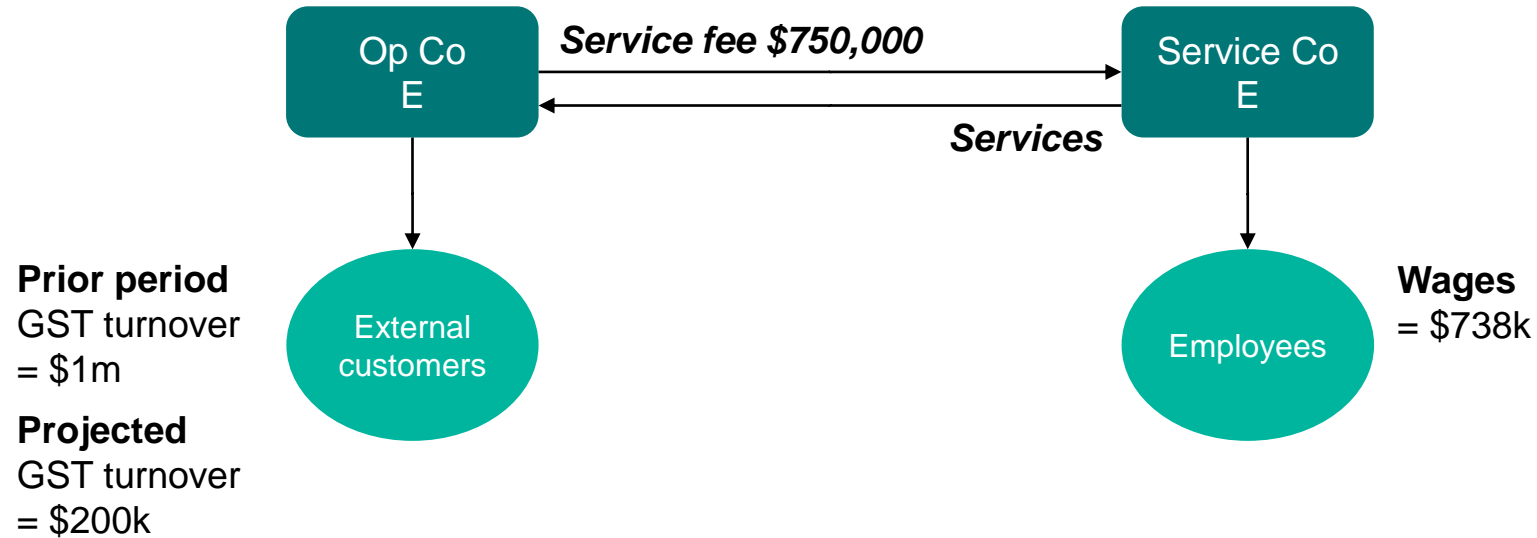 Op Co
E
Service fee $750,000
Service Co
E
Services
Prior period
GST turnover
= $1m
External
customers
Employees
Wages
= $738k
Projected
GST turnover
= $200k